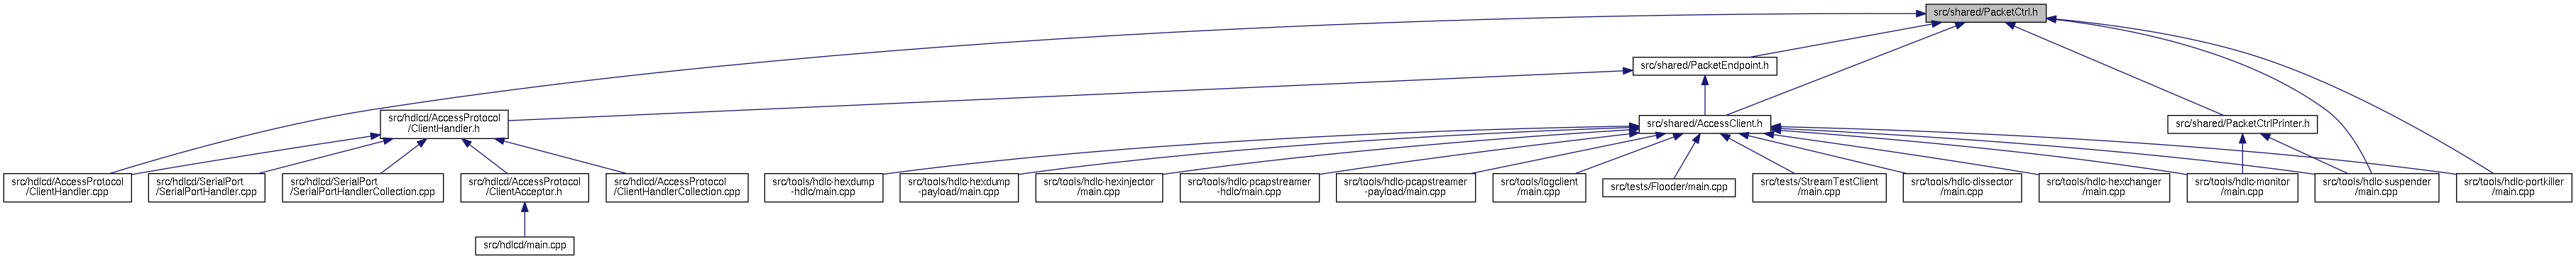 src/shared/PacketCtrl.h
src/shared/PacketEndpoint.h
src/hdlcd/AccessProtocol
/ClientHandler.h
src/shared/AccessClient.h
src/shared/PacketCtrlPrinter.h
src/hdlcd/AccessProtocol
/ClientHandler.cpp
src/hdlcd/SerialPort
/SerialPortHandler.cpp
src/hdlcd/SerialPort
/SerialPortHandlerCollection.cpp
src/hdlcd/AccessProtocol
/ClientAcceptor.h
src/hdlcd/AccessProtocol
/ClientHandlerCollection.cpp
src/tools/hdlc-hexdump
-hdlc/main.cpp
src/tools/hdlc-hexdump
-payload/main.cpp
src/tools/hdlc-hexinjector
/main.cpp
src/tools/hdlc-pcapstreamer
-hdlc/main.cpp
src/tools/hdlc-pcapstreamer
-payload/main.cpp
src/tools/logclient
/main.cpp
src/tests/Flooder/main.cpp
src/tests/StreamTestClient
/main.cpp
src/tools/hdlc-dissector
/main.cpp
src/tools/hdlc-hexchanger
/main.cpp
src/tools/hdlc-monitor
/main.cpp
src/tools/hdlc-suspender
/main.cpp
src/tools/hdlc-portkiller
/main.cpp
src/hdlcd/main.cpp